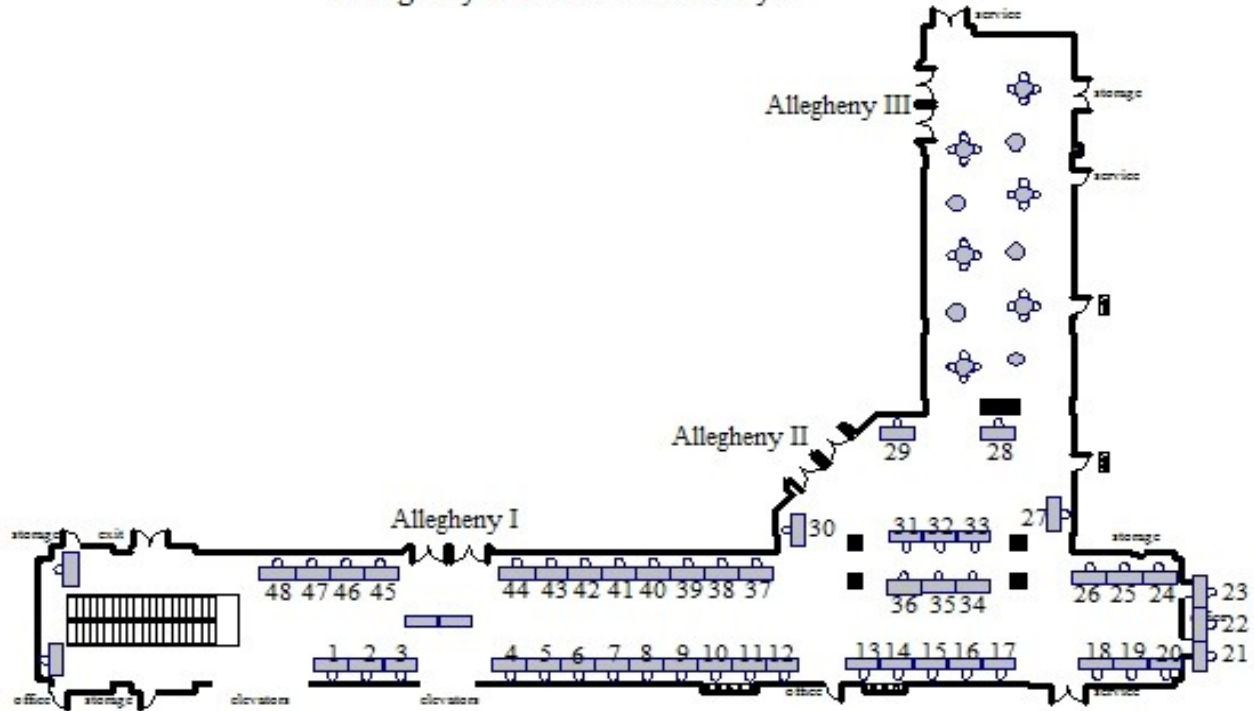 service
Allegheny III
storage
service
Allegheny II
29
28
Allegheny I
storage
exit
30
31 32 33
27
storage
48 47 46 45
44 43 42 41 40 39 38 37
36 35 34
26 25 24
23
22
21
1 2 3
4 5 6 7 8 9 10 11 12
13 14 15 16 17
18 19 20
office
storage
elevators
elevators
office
service